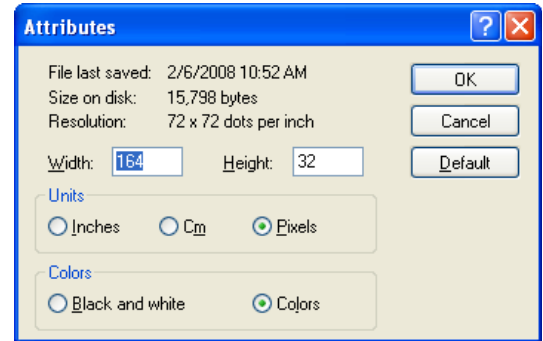 Attributes
File last saved: 2/6/2008 10:52 AM
Size on disk: 15,798 bytes
Resolution: 72 x 72 dots per inch
Width: 164 Height: 32
Units
Inches Cm Pixels
Colors
Black and white Colors
OK
Cancel
Default